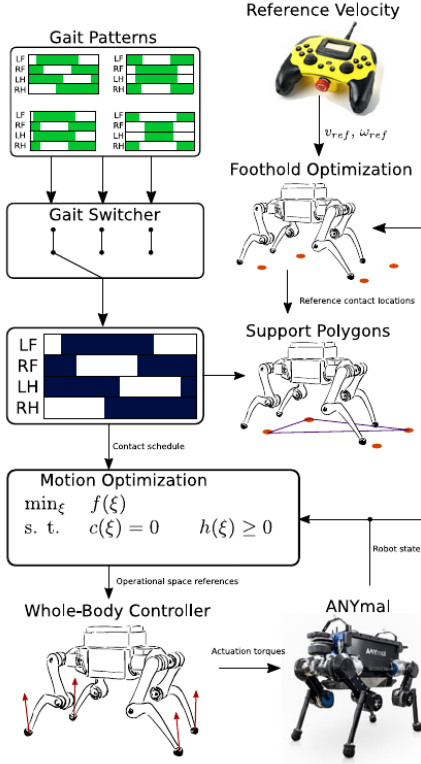 Reference Velocity
Gait Patterns
LF
RF
LH
RH
LF
RF
LH
RH
LF
RF
LH
RH
LF
RF
LH
RH
v_ref, ω_ref
Foothold Optimization
Gait Switcher
Reference contact locations
Support Polygons
LF
RF
LH
RH
Contact schedule
Motion Optimization
min_ξ f(ξ)
s. t. c(ξ) = 0 h(ξ) ≥ 0
Robot state
Operational space references
Whole-Body Controller
ANYmal
Actuation torques
ANYmal